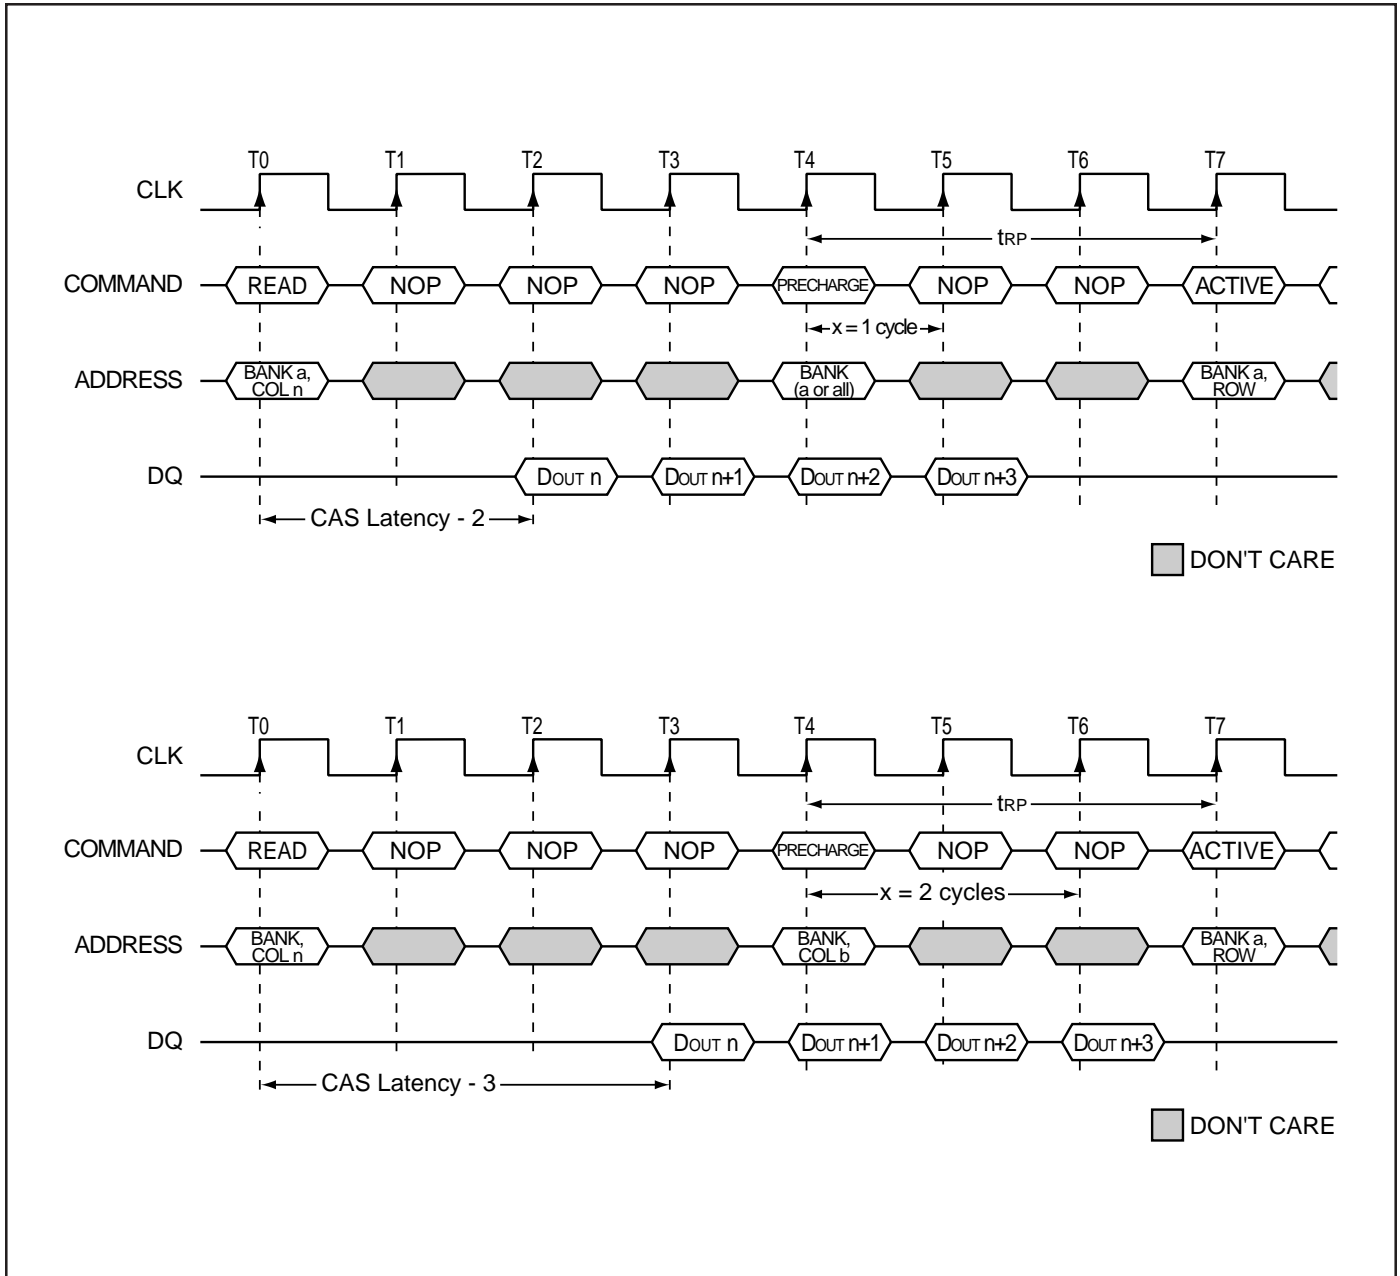 T0 T1 T2 T3 T4 T5 T6 T7
CLK
tRP
COMMAND READ NOP NOP NOP PRECHARGE NOP NOP ACTIVE
x = 1 cycle
ADDRESS BANK a, COL n BANK (a or all) BANK a, ROW
DQ DOUT n DOUT n+1 DOUT n+2 DOUT n+3
CAS Latency - 2
DON'T CARE
T0 T1 T2 T3 T4 T5 T6 T7
CLK
tRP
COMMAND READ NOP NOP NOP PRECHARGE NOP NOP ACTIVE
x = 2 cycles
ADDRESS BANK, COL n BANK, COL b BANK a, ROW
DQ DOUT n DOUT n+1 DOUT n+2 DOUT n+3
CAS Latency - 3
DON'T CARE